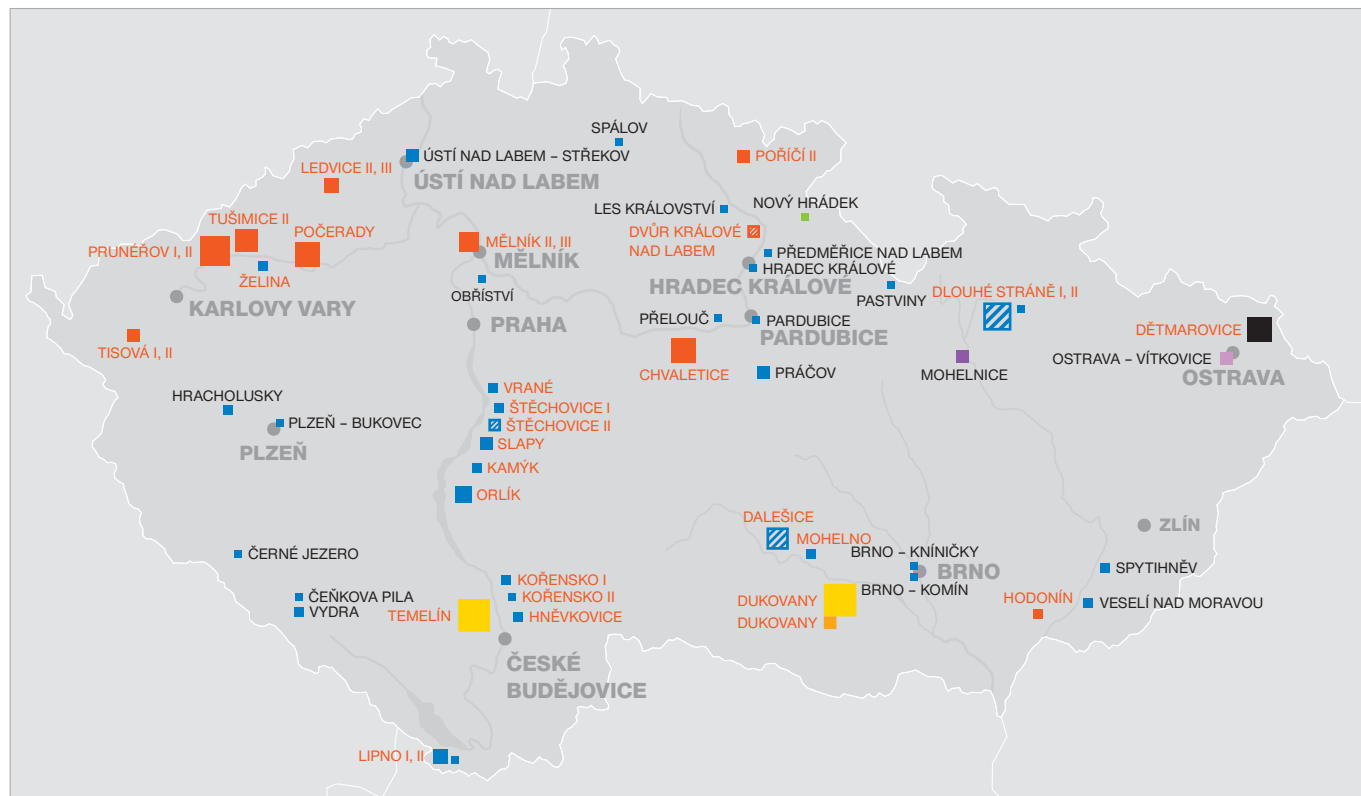 SPÁLOV
ÚSTÍ NAD LABEM – STŘEKOV
POŘÍČÍ II
LEDVICE II, III
ÚSTÍ NAD LABEM
LES KRÁLOVSTVÍ
NOVÝ HRÁDEK
TUŠIMICE II
POČERADY
DVŮR KRÁLOVÉ
NAD LABEM
PRUNÉŘOV I, II
MĚLNÍK II, III
MĚLNÍK
PŘEDMĚŘICE NAD LABEM
HRADEC KRÁLOVÉ
ŽELINA
HRADEC KRÁLOVÉ
OBŘÍSTVÍ
PASTVINY
DLOUHÉ STRÁNĚ I, II
KARLOVY VARY
PRAHA
PŘELOUČ
PARDUBICE
PARDUBICE
DĚTMAROVICE
TISOVÁ I, II
OSTRAVA – VÍTKOVICE
OSTRAVA
CHVALETICE
PRÁČOV
MOHELNICE
VRANÉ
HRACHOLUSKY
ŠTĚCHOVICE I
PLZEŇ – BUKOVEC
ŠTĚCHOVICE II
PLZEŇ
SLAPY
KAMÝK
ORLÍK
DALEŠICE
ZLÍN
MOHELNO
ČERNÉ JEZERO
BRNO – KNÍNIČKY
BRNO
SPYTIHNĚV
KOŘENSKO I
BRNO – KOMÍN
ČEŇKOVA PILA
KOŘENSKO II
HODONÍN
VYDRA
TEMELÍN
HNĚVKOVICE
DUKOVANY
VESELÍ NAD MORAVOU
DUKOVANY
ČESKÉ
BUDĚJOVICE
LIPNO I, II